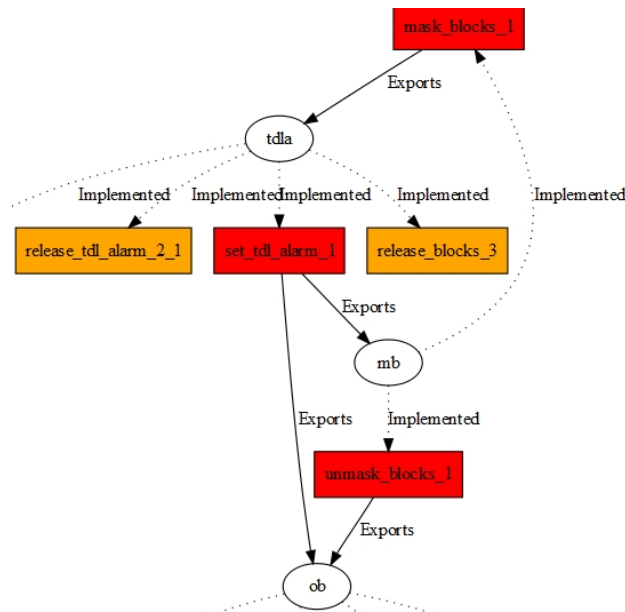 mask_blocks_1
Exports
tdla
Implemented Implemented Implemented Implemented Implemented
release_tdl_alarm_2_1 set_tdl_alarm_1 release_blocks_3
Exports
mb
Exports Implemented
unmask_blocks_1
Exports
ob